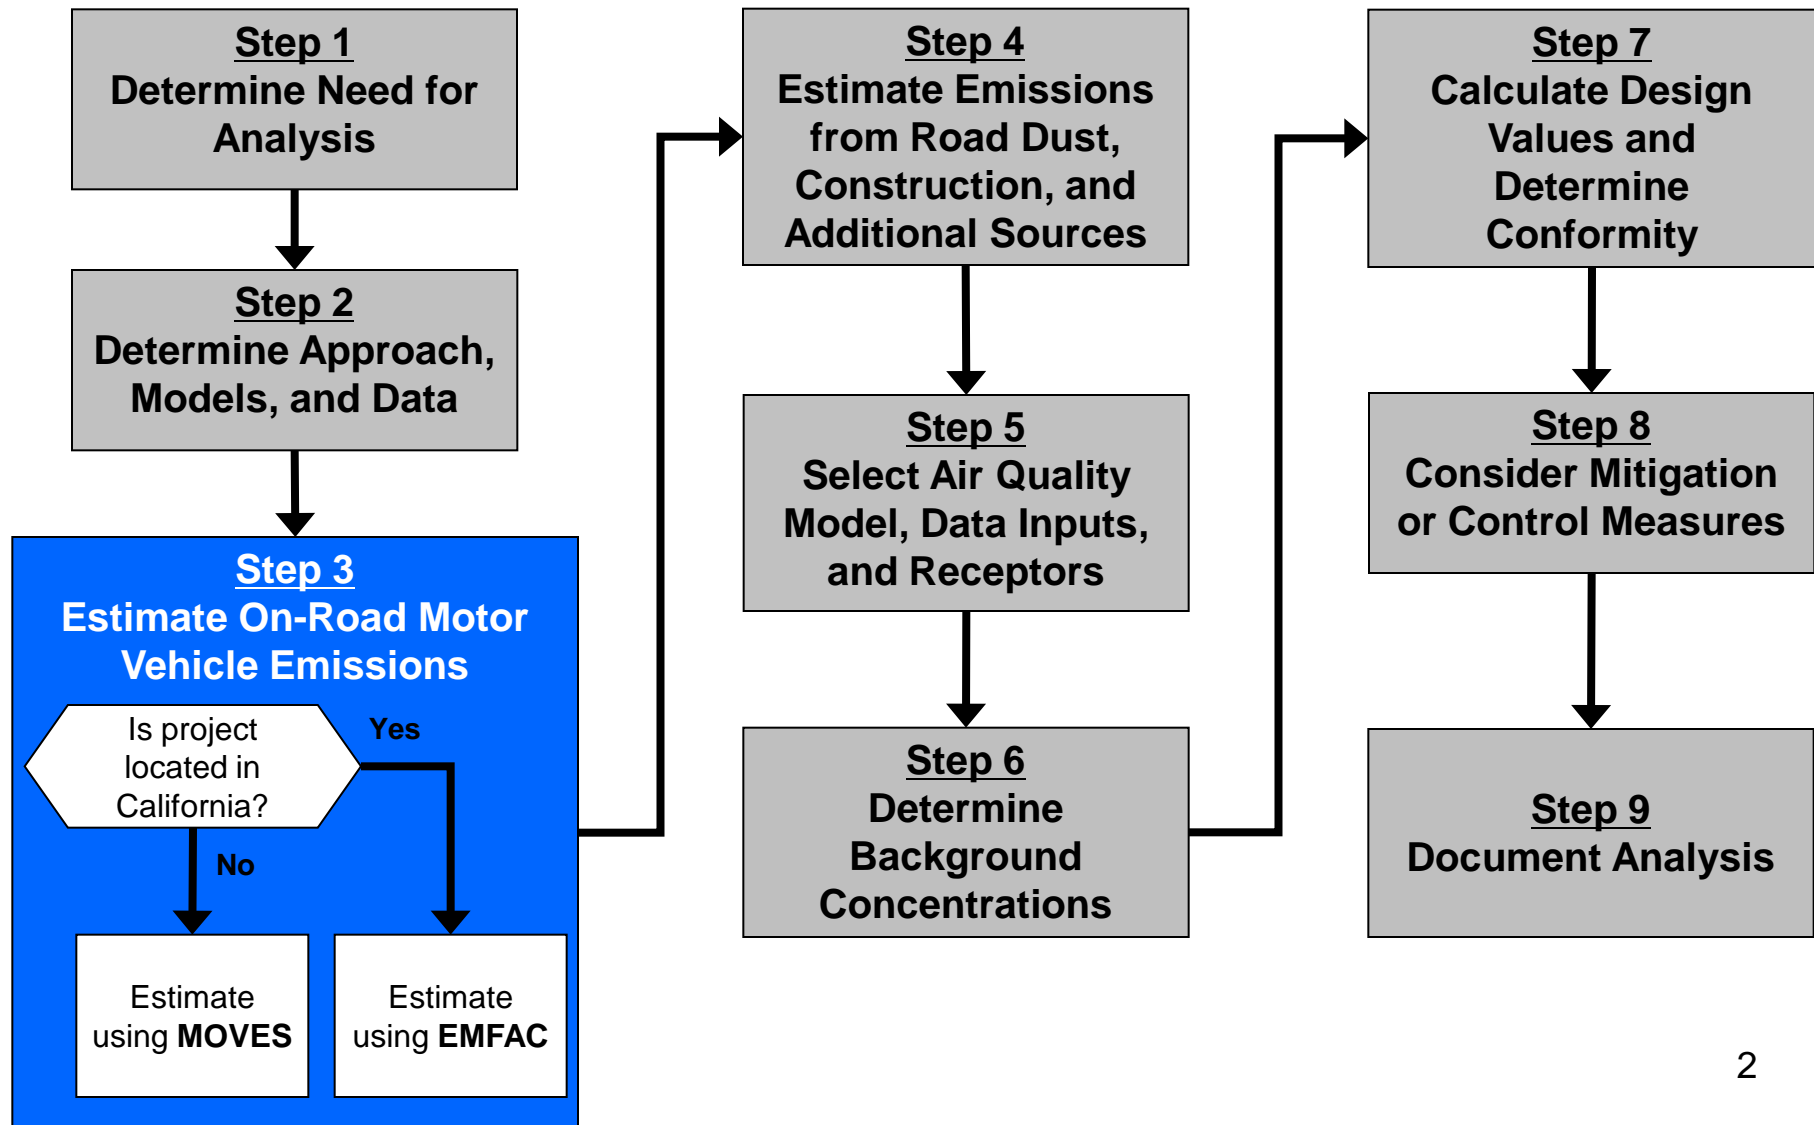 Step 1
Determine Need for
Analysis
Step 2
Determine Approach,
Models, and Data
Step 3
Estimate On-Road Motor
Vehicle Emissions
Is project
located in
California?
Yes
No
Estimate
using MOVES
Estimate
using EMFAC
Step 4
Estimate Emissions
from Road Dust,
Construction, and
Additional Sources
Step 5
Select Air Quality
Model, Data Inputs,
and Receptors
Step 6
Determine
Background
Concentrations
Step 7
Calculate Design
Values and
Determine
Conformity
Step 8
Consider Mitigation
or Control Measures
Step 9
Document Analysis
2